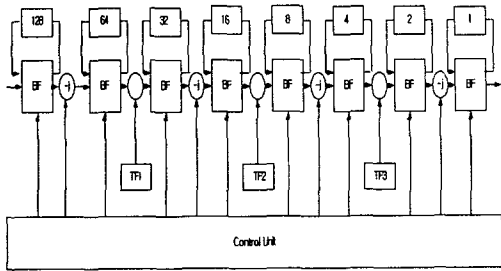 128 64 32 16 8 4 2 1
BF -j BF BF -j BF BF -j BF BF -j BF
TF1 TF2 TF3
Control Unit